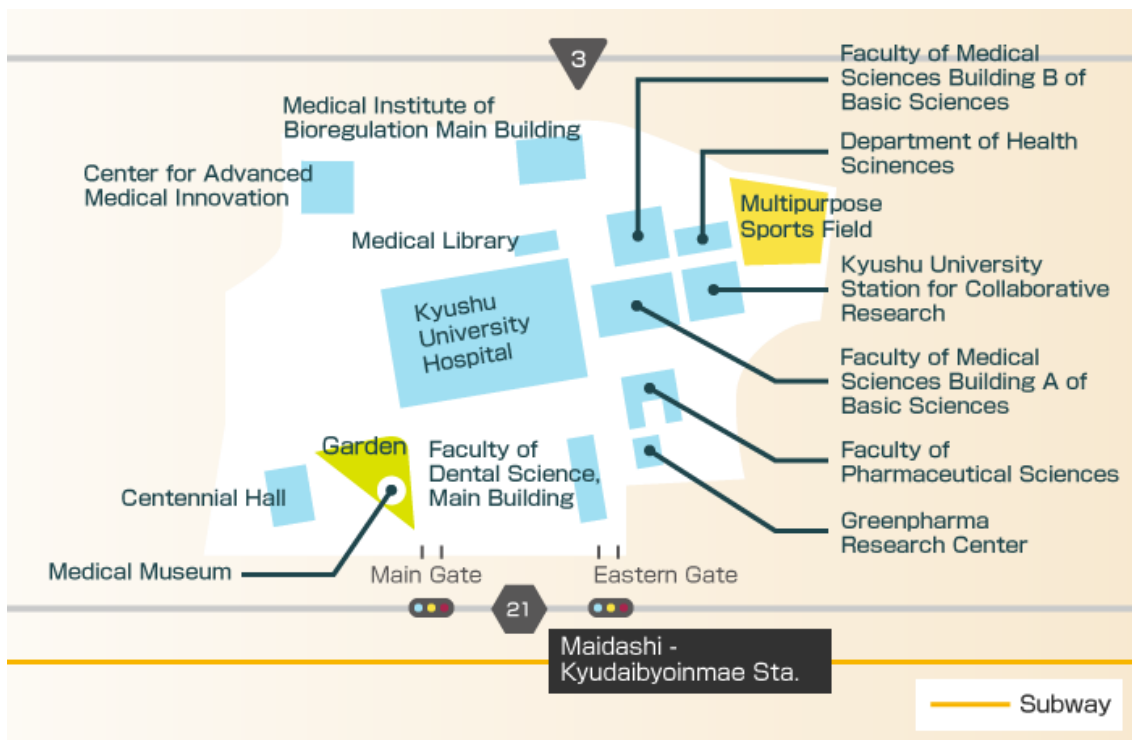 3
Faculty of Medical
Sciences Building B of
Basic Sciences
Medical Institute of
Bioregulation Main Building
Department of Health
Scinences
Center for Advanced
Medical Innovation
Multipurpose
Sports Field
Medical Library
Kyushu University
Station for Collaborative
Research
Kyushu
University
Hospital
Faculty of Medical
Sciences Building A of
Basic Sciences
Garden
Faculty of
Dental Science,
Main Building
Faculty of
Pharmaceutical Sciences
Centennial Hall
Greenpharma
Research Center
Medical Museum
Main Gate
Eastern Gate
21
Maidashi -
Kyudaibyoinmae Sta.
Subway